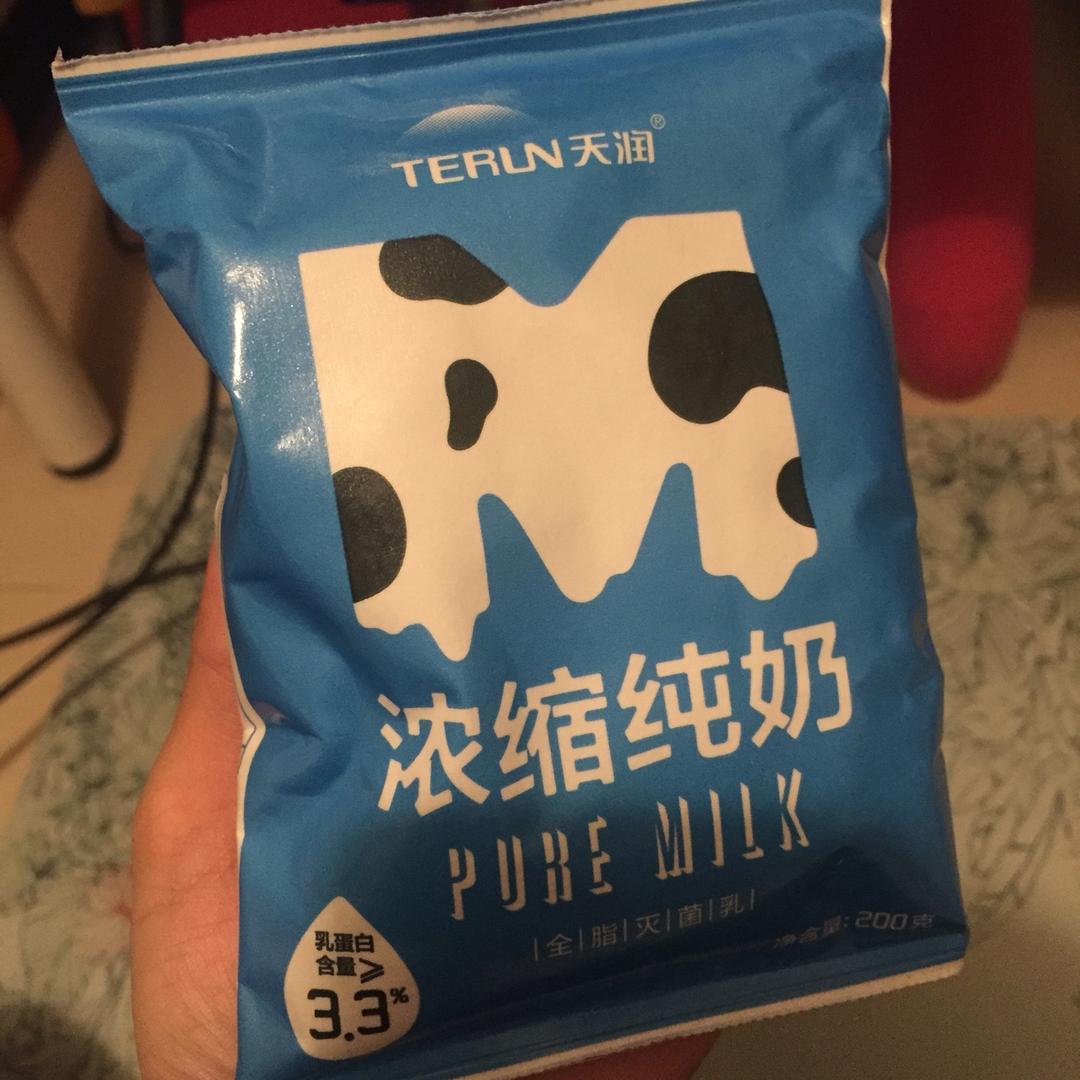 TERUN天润®
M
浓缩纯奶
PURE MILK
|全|脂|灭|菌|乳|
净含量:200克
乳蛋白
含量≥
3.3%